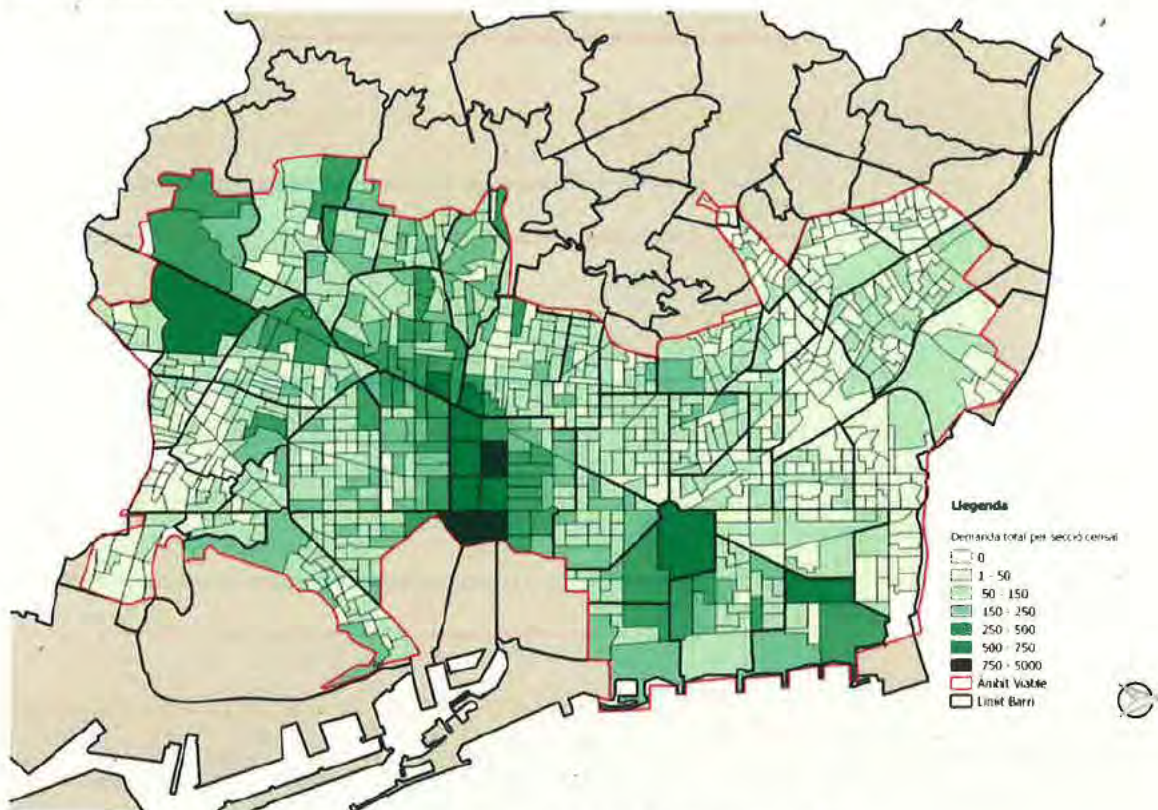 Llegenda
Demanda total per secció censal
0
1 - 50
50 - 150
150 - 250
250 - 500
500 - 750
750 - 5000
Àmbit Viable
Límit Barri